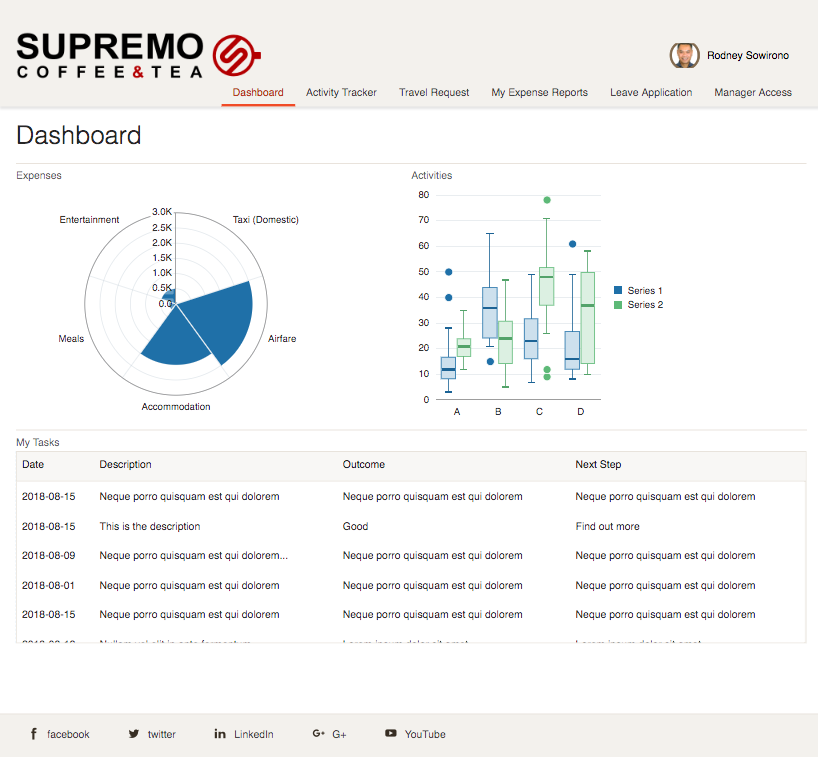 SUPREMO
COFFEE&TEA
Rodney Sowirono
Dashboard Activity Tracker Travel Request My Expense Reports Leave Application Manager Access
Dashboard
Expenses
Entertainment
Taxi (Domestic)
3.0K
2.5K
2.0K
1.5K
1.0K
0.5K
0.0
Meals
Airfare
Accommodation
Activities
80
70
60
50
40
30
20
10
0
A B C D
Series 1
Series 2
My Tasks
Date Description Outcome Next Step
2018-08-15 Neque porro quisquam est qui dolorem Neque porro quisquam est qui dolorem Neque porro quisquam est qui dolorem
2018-08-15 This is the description Good Find out more
2018-08-09 Neque porro quisquam est qui dolorem... Neque porro quisquam est qui dolorem Neque porro quisquam est qui dolorem
2018-08-01 Neque porro quisquam est qui dolorem Neque porro quisquam est qui dolorem Neque porro quisquam est qui dolorem
2018-08-15 Neque porro quisquam est qui dolorem Neque porro quisquam est qui dolorem Neque porro quisquam est qui dolorem
facebook twitter LinkedIn G+ G+ YouTube